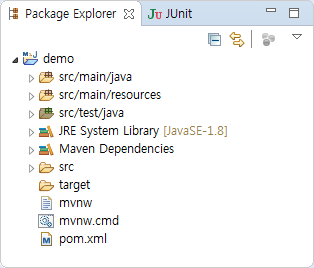 Package Explorer JUnit
demo
src/main/java
src/main/resources
src/test/java
JRE System Library [JavaSE-1.8]
Maven Dependencies
src
target
mvnw
mvnw.cmd
pom.xml